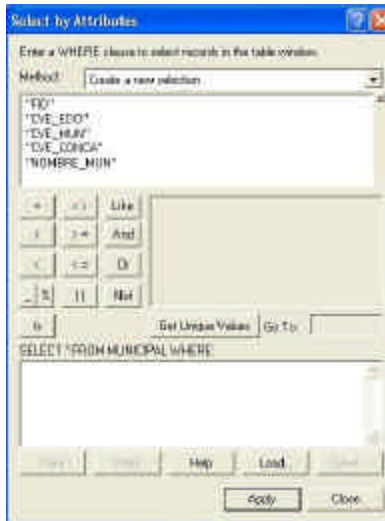 Select by Attributes
Enter a WHERE clause to select records in the table window.
Method: Create a new selection
"FID"
"CVE_EDO"
"CVE_MUN"
"CVE_CONCA"
"NOMBRE_MUN"
= <> Like
> >= And
< <= Or
_ % () Not
Is Get Unique Values Go To:
SELECT * FROM MUNICIPAL WHERE:
Help Load...
Apply Close